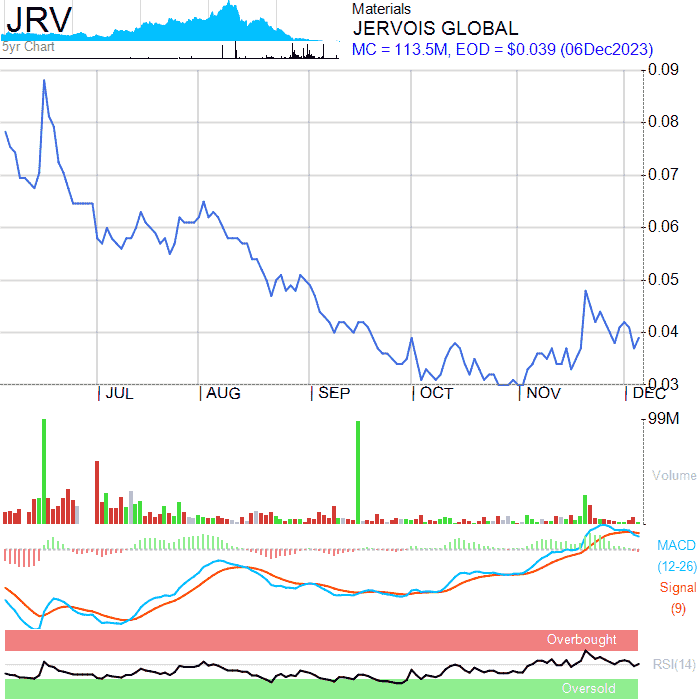 JRV
5yr Chart
Materials
JERVOIS GLOBAL
MC = 113.5M, EOD = $0.039 (06Dec2023)
0.09
0.08
0.07
0.06
0.05
0.04
0.03
JUL
AUG
SEP
OCT
NOV
DEC
99M
Volume
MACD
(12-26)
Signal
(9)
Overbought
RSI(14)
Oversold